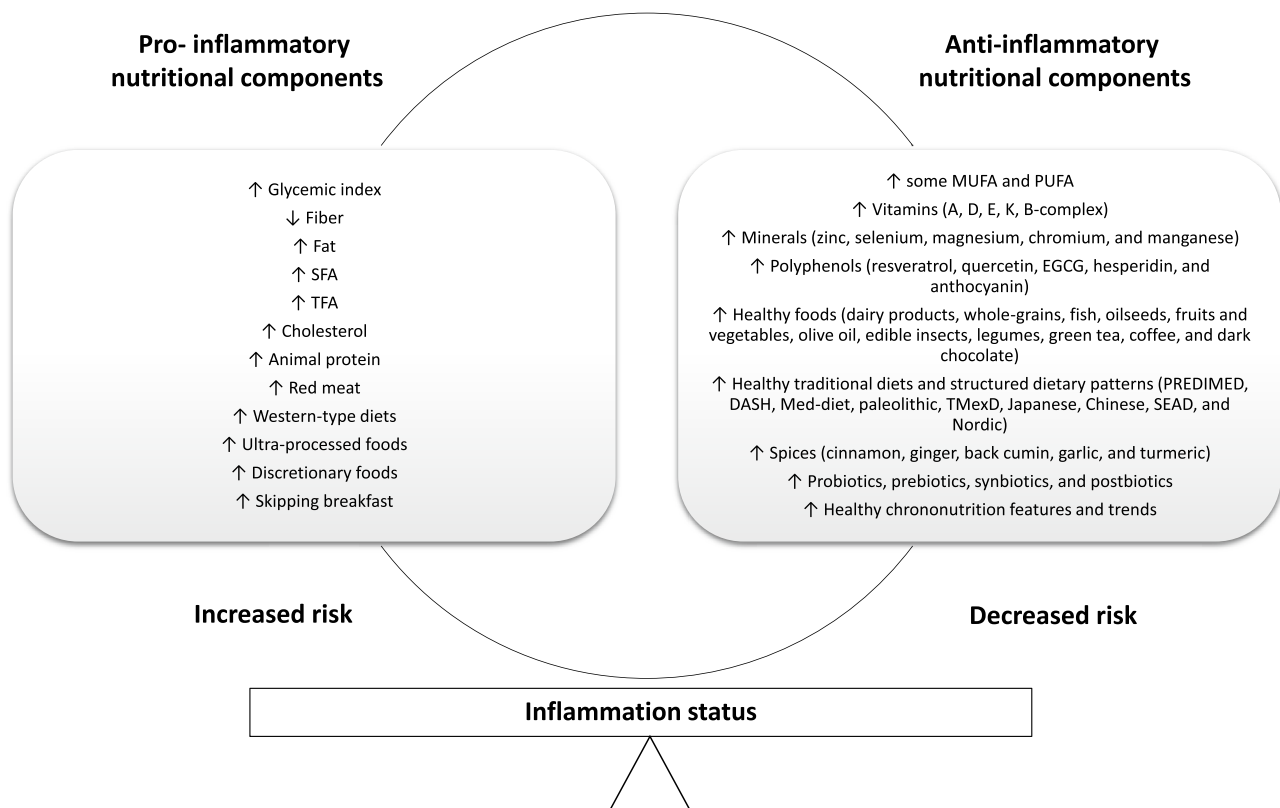 Pro- inflammatory
nutritional components
Anti-inflammatory
nutritional components
↑ Glycemic index
↓ Fiber
↑ Fat
↑ SFA
↑ TFA
↑ Cholesterol
↑ Animal protein
↑ Red meat
↑ Western-type diets
↑ Ultra-processed foods
↑ Discretionary foods
↑ Skipping breakfast
↑ some MUFA and PUFA
↑ Vitamins (A, D, E, K, B-complex)
↑ Minerals (zinc, selenium, magnesium, chromium, and manganese)
↑ Polyphenols (resveratrol, quercetin, EGCG, hesperidin, and
anthocyanin)
↑ Healthy foods (dairy products, whole-grains, fish, oilseeds, fruits and
vegetables, olive oil, edible insects, legumes, green tea, coffee, and dark
chocolate)
↑ Healthy traditional diets and structured dietary patterns (PREDIMED,
DASH, Med-diet, paleolithic, TMexD, Japanese, Chinese, SEAD, and
Nordic)
↑ Spices (cinnamon, ginger, back cumin, garlic, and turmeric)
↑ Probiotics, prebiotics, synbiotics, and postbiotics
↑ Healthy chrononutrition features and trends
Increased risk
Decreased risk
Inflammation status